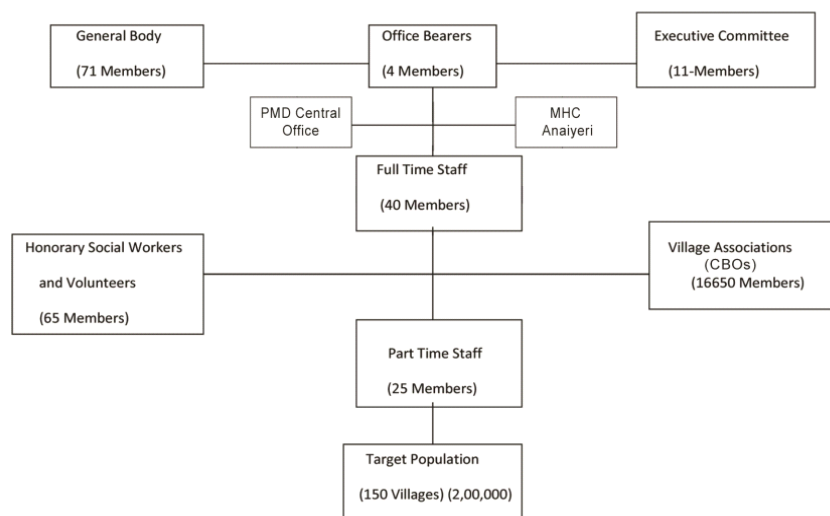 General Body
(71 Members)
Office Bearers
(4 Members)
Executive Committee
(11-Members)
PMD Central
Office
MHC
Anaiyeri
Full Time Staff
(40 Members)
Honorary Social Workers
and Volunteers
(65 Members)
Village Associations
(CBOs)
(16650 Members)
Part Time Staff
(25 Members)
Target Population
(150 Villages) (2,00,000)